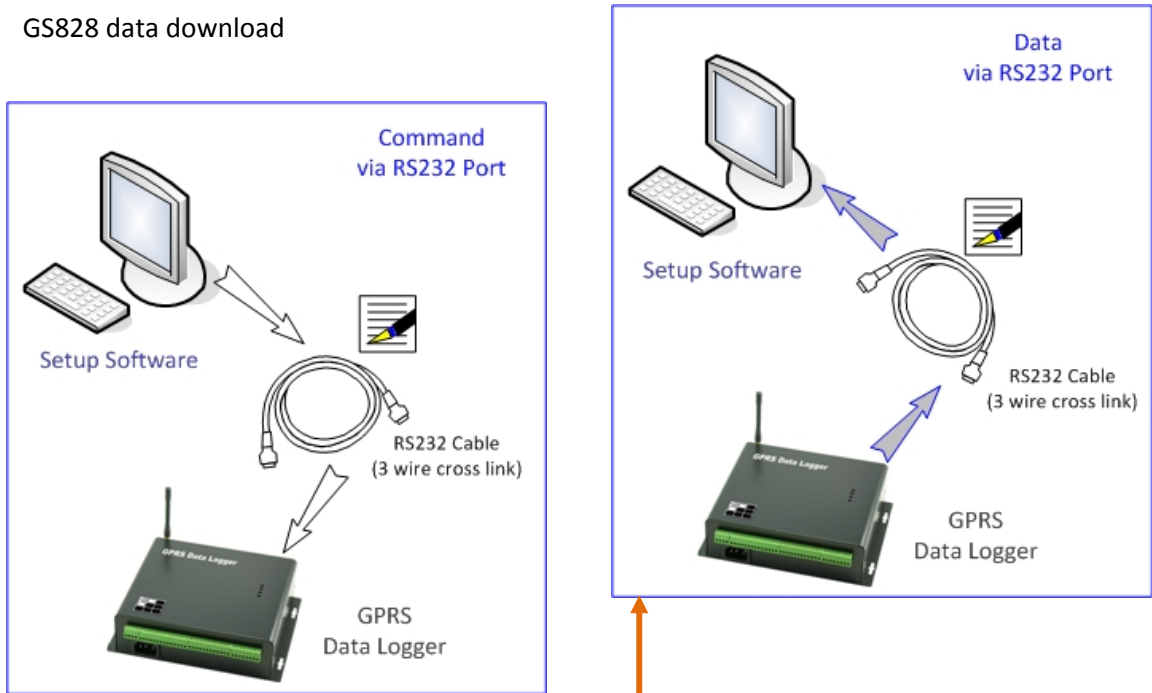 GS828 data download
Command
via RS232 Port
Setup Software
RS232 Cable
(3 wire cross link)
GPRS Data Logger
GPRS
Data Logger
Data
via RS232 Port
Setup Software
RS232 Cable
(3 wire cross link)
GPRS Data Logger
GPRS
Data Logger